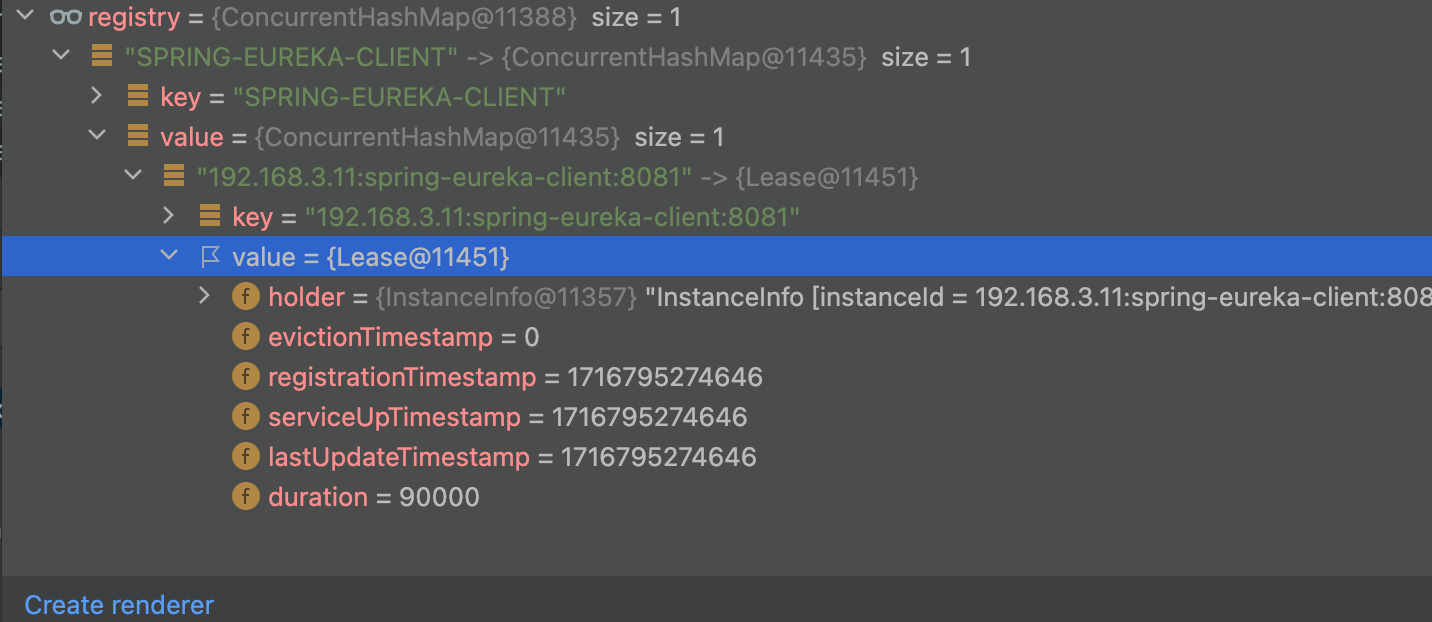 registry = {ConcurrentHashMap@11388} size = 1
"SPRING-EUREKA-CLIENT" -> {ConcurrentHashMap@11435} size = 1
key = "SPRING-EUREKA-CLIENT"
value = {ConcurrentHashMap@11435} size = 1
"192.168.3.11:spring-eureka-client:8081" -> {Lease@11451}
key = "192.168.3.11:spring-eureka-client:8081"
value = {Lease@11451}
f holder = {InstanceInfo@11357} "InstanceInfo [instanceId = 192.168.3.11:spring-eureka-client:808
f evictionTimestamp = 0
f registrationTimestamp = 1716795274646
f serviceUpTimestamp = 1716795274646
f lastUpdateTimestamp = 1716795274646
f duration = 90000
Create renderer